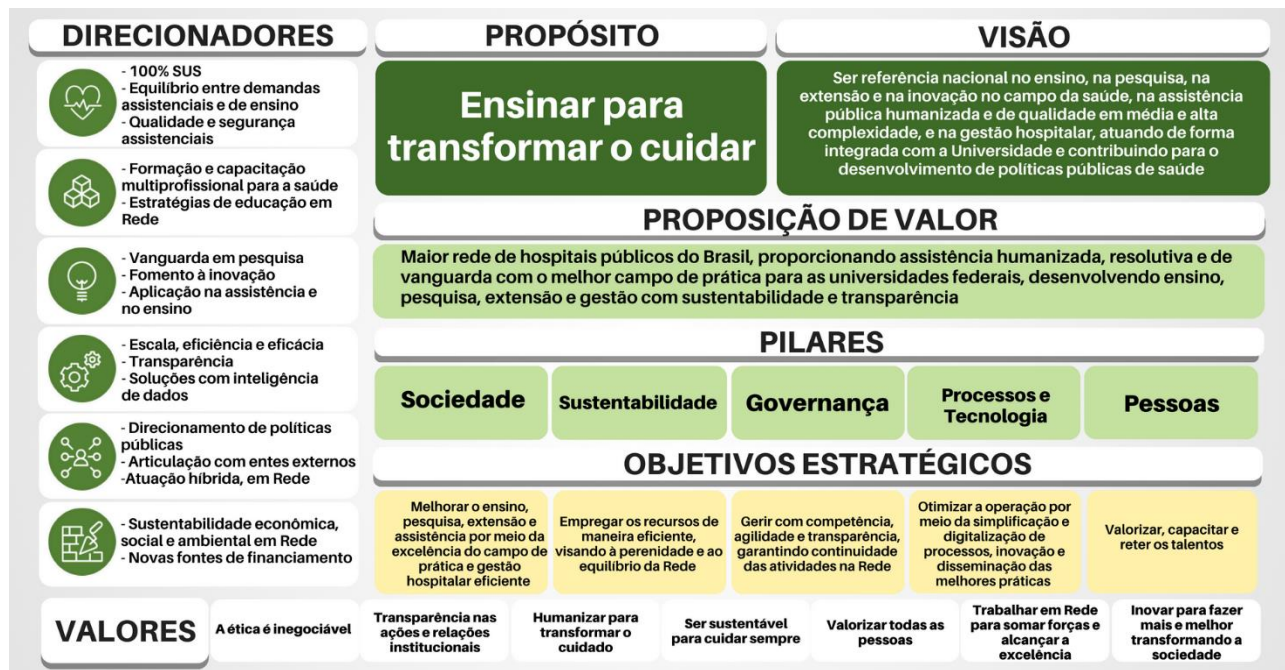 DIRECIONADORES
- 100% SUS
- Equilíbrio entre demandas
assistenciais e de ensino
- Qualidade e segurança
assistenciais
- Formação e capacitação
multiprofissional para a saúde
- Estratégias de educação em
Rede
- Vanguarda em pesquisa
- Fomento à inovação
- Aplicação na assistência e
no ensino
- Escala, eficiência e eficácia
- Transparência
- Soluções com inteligência
de dados
- Direcionamento de políticas
públicas
- Articulação com entes externos
-Atuação híbrida, em Rede
- Sustentabilidade econômica,
social e ambiental em Rede
- Novas fontes de financiamento
PROPÓSITO
Ensinar para
transformar o cuidar
VISÃO
Ser referência nacional no ensino, na pesquisa, na
extensão e na inovação no campo da saúde, na assistência
pública humanizada e de qualidade em média e alta
complexidade, e na gestão hospitalar, atuando de forma
integrada com a Universidade e contribuindo para o
desenvolvimento de políticas públicas de saúde
PROPOSIÇÃO DE VALOR
Maior rede de hospitais públicos do Brasil, proporcionando assistência humanizada, resolutiva e de
vanguarda com o melhor campo de prática para as universidades federais, desenvolvendo ensino,
pesquisa, extensão e gestão com sustentabilidade e transparência
PILARES
Sociedade
Sustentabilidade
Governança
Processos e
Tecnologia
Pessoas
OBJETIVOS ESTRATÉGICOS
Melhorar o ensino,
pesquisa, extensão e
assistência por meio da
excelência do campo de
prática e gestão
hospitalar eficiente
Empregar os recursos de
maneira eficiente,
visando à perenidade e ao
equilíbrio da Rede
Gerir com competência,
agilidade e transparência,
garantindo continuidade
das atividades na Rede
Otimizar a operação por
meio da simplificação e
digitalização de
processos, inovação e
disseminação das
melhores práticas
Valorizar, capacitar e
reter os talentos
VALORES
A ética é inegociável
Transparência nas
ações e relações
institucionais
Humanizar para
transformar o
cuidado
Ser sustentável
para cuidar sempre
Valorizar todas as
pessoas
Trabalhar em Rede
para somar forças e
alcançar a
excelência
Inovar para fazer
mais e melhor
transformando a
sociedade